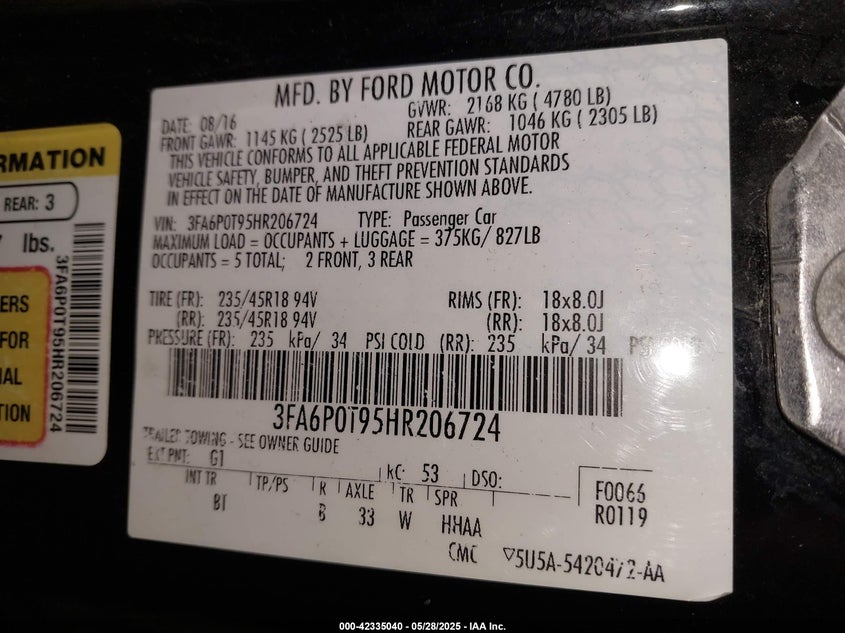 MFD. BY FORD MOTOR CO.
DATE: 08/16 GVWR: 2168 KG ( 4780 LB)
FRONT GAWR: 1145 KG ( 2525 LB) REAR GAWR: 1046 KG ( 2305 LB)
THIS VEHICLE CONFORMS TO ALL APPLICABLE FEDERAL MOTOR
VEHICLE SAFETY, BUMPER, AND THEFT PREVENTION STANDARDS
IN EFFECT ON THE DATE OF MANUFACTURE SHOWN ABOVE.
VIN: 3FA6P0T95HR206724 TYPE: Passenger Car
MAXIMUM LOAD = OCCUPANTS + LUGGAGE = 375KG/ 827LB
OCCUPANTS = 5 TOTAL; 2 FRONT, 3 REAR
TIRE (FR): 235/45R18 94V RIMS (FR): 18x8.0J
(RR): 235/45R18 94V (RR): 18x8.0J
PRESSURE (FR): 235 kPa/ 34 PSI COLD (RR): 235 kPa/ 34 PSI COLD
3FA6P0T95HR206724
TRAILER TOWING - SEE OWNER GUIDE
EXT PNT: G1 RC: 53 DSO:
INT TR TP/PS R AXLE TR SPR
BT B 33 W HHAA
F0066
R0119
CMC ▽5U5A-5420472-AA
RMATION
REAR: 3
lbs.
3FA6P0T95HR206724
ERS
FOR
IAL
TION
000-42335040 - 05/28/2025 - IAA Inc.